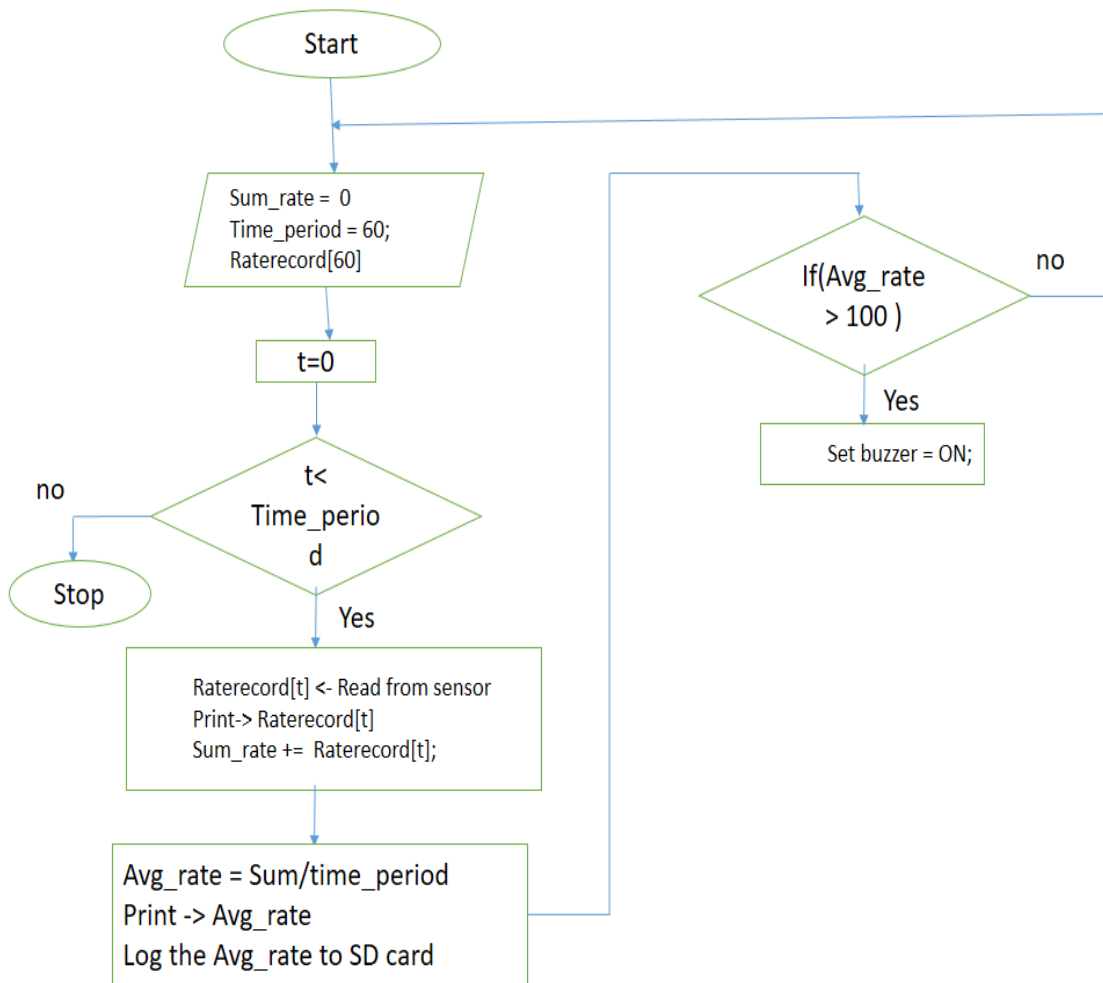 Start
Sum_rate =  0
Time_period = 60;
Raterecord[60]
t=0
t<
Time_perio
d
no
Stop
Yes
Raterecord[t] <- Read from sensor
Print-> Raterecord[t]
Sum_rate +=  Raterecord[t];
Avg_rate = Sum/time_period
Print -> Avg_rate
Log the Avg_rate to SD card
If(Avg_rate
> 100 )
no
Yes
Set buzzer = ON;